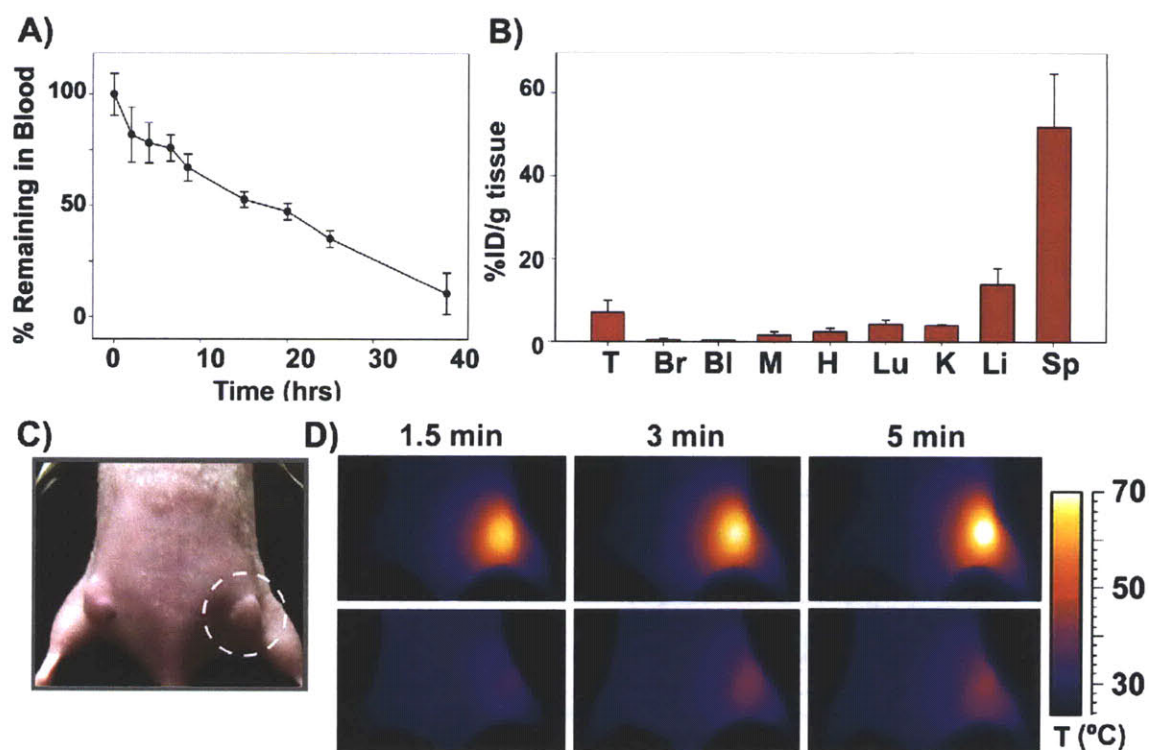 A)
% Remaining in Blood
100
50
0
0 10 20 30 40
Time (hrs)
B)
%ID/g tissue
60
40
20
0
T Br Bl M H Lu K Li Sp
C)
D)
1.5 min 3 min 5 min
70
50
30
T (ºC)